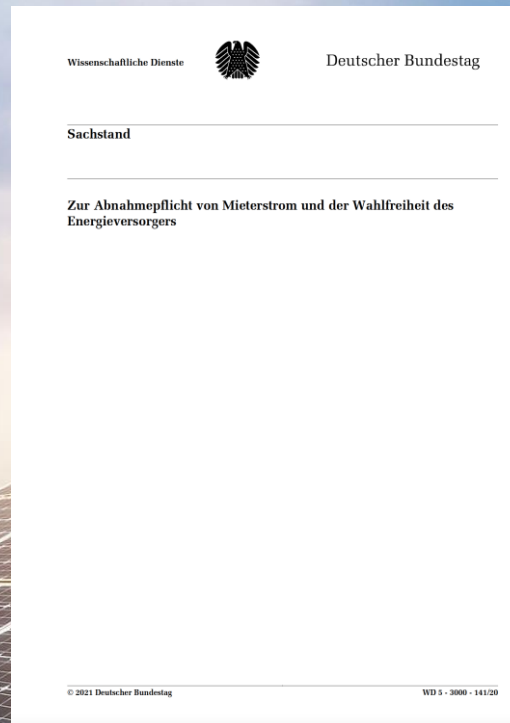 Wissenschaftliche Dienste
Deutscher Bundestag
Sachstand
Zur Abnahmepflicht von Mieterstrom und der Wahlfreiheit des
Energieversorgers
© 2021 Deutscher Bundestag
WD 5 - 3000 - 141/20